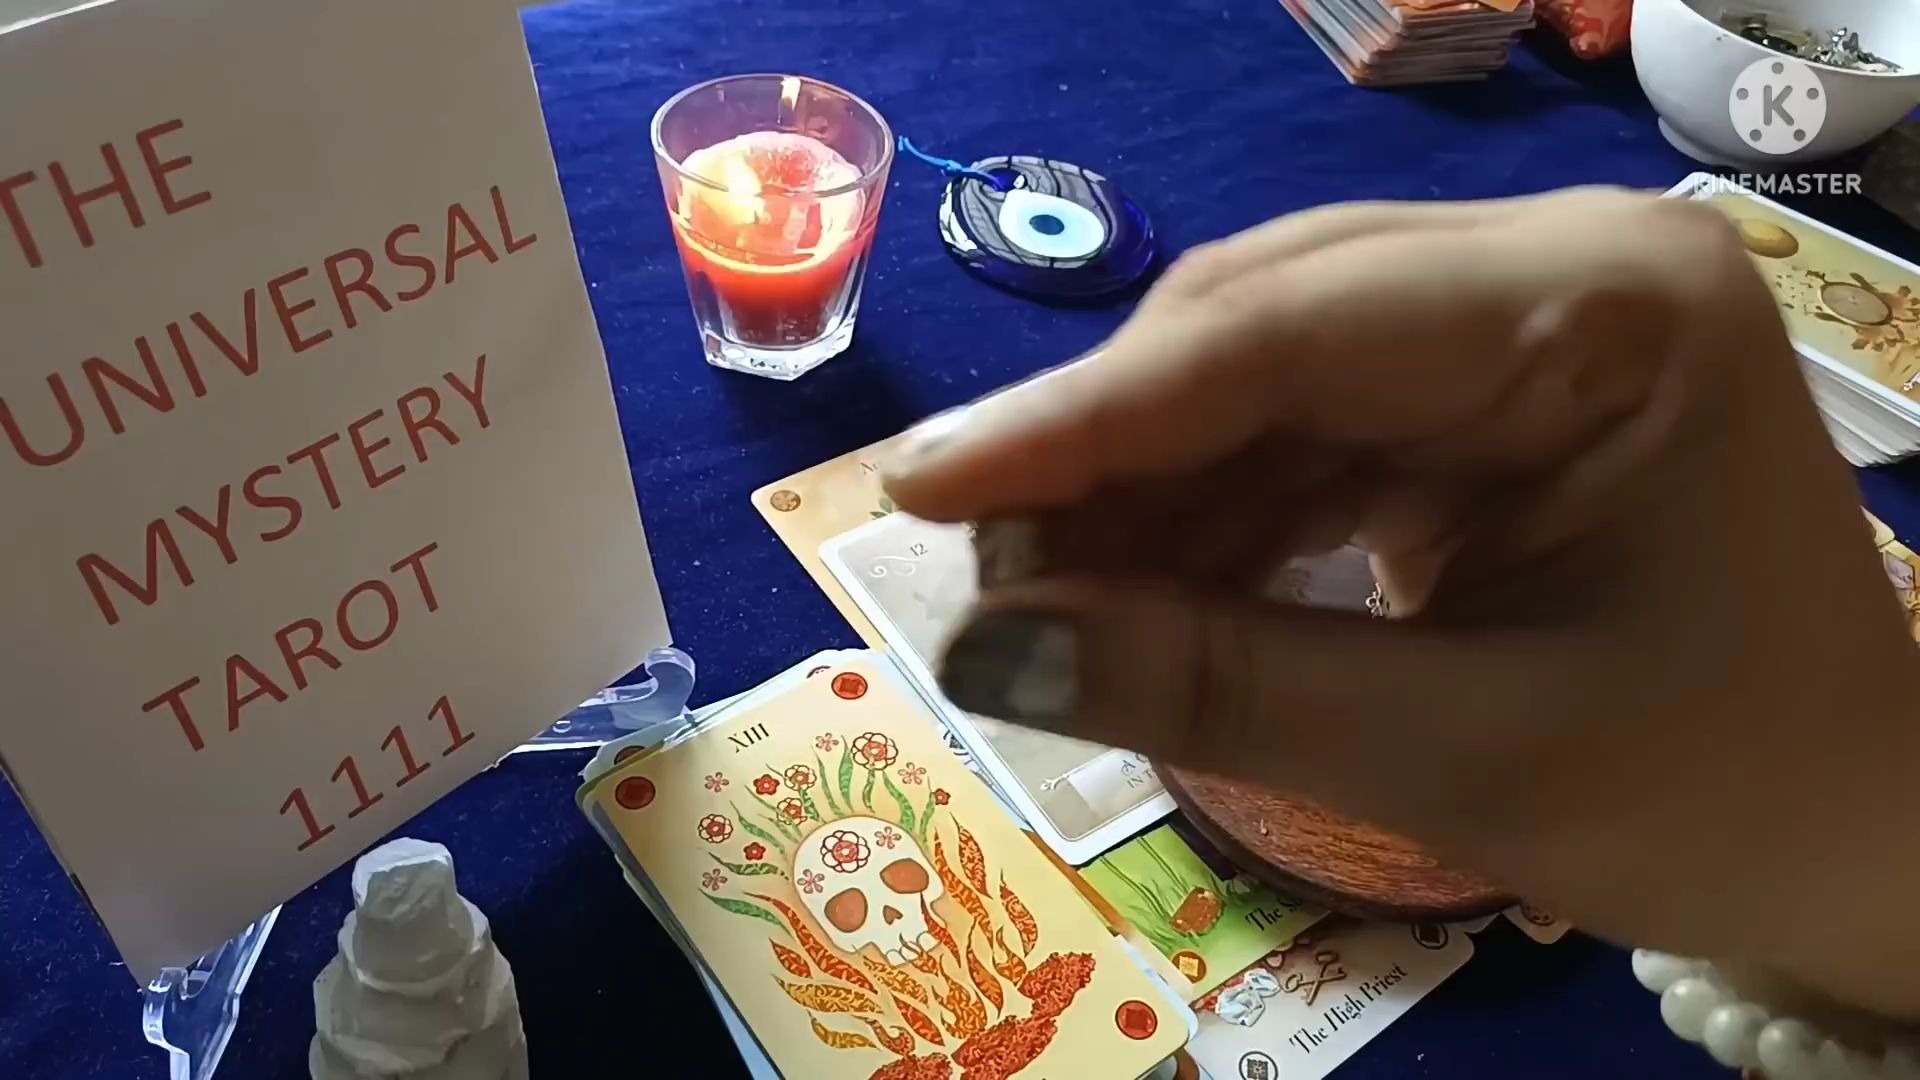 THE
UNIVERSAL
MYSTERY
TAROT
1111
K
KINEMASTER
12
XIII
The High Priest